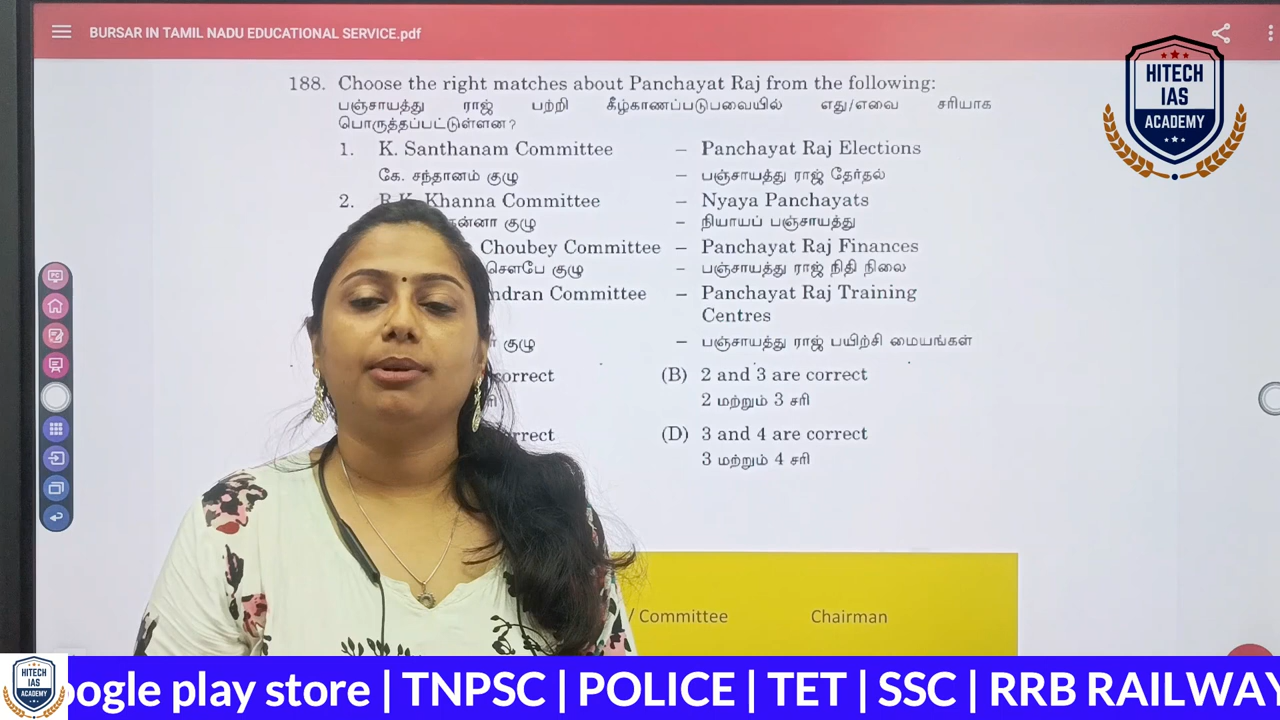 BURSAR IN TAMIL NADU EDUCATIONAL SERVICE.pdf
HITECH
IAS
ACADEMY
188. Choose the right matches about Panchayat Raj from the following:
பஞ்சாயத்து ராஜ் பற்றி கீழ்காணப்படுபவையில் எது/எவை சரியாக
பொருத்தப்பட்டுள்ளன?
1. K. Santhanam Committee – Panchayat Raj Elections
கே. சந்தானம் குழு – பஞ்சாயத்து ராஜ் தேர்தல்
2. Khanna Committee – Nyaya Panchayats
குழு – நியாயப் பஞ்சாயத்து
Choubey Committee – Panchayat Raj Finances
சௌபே குழு – பஞ்சாயத்து ராஜ் நிதி நிலை
Committee – Panchayat Raj Training
Centres
குழு – பஞ்சாயத்து ராஜ் பயிற்சி மையங்கள்
(B) 2 and 3 are correct
2 மற்றும் 3 சரி
(D) 3 and 4 are correct
3 மற்றும் 4 சரி
/ Committee Chairman
HITECH
IAS
ACADEMY
play store | TNPSC | POLICE | TET | SSC | RRB RAILWAY